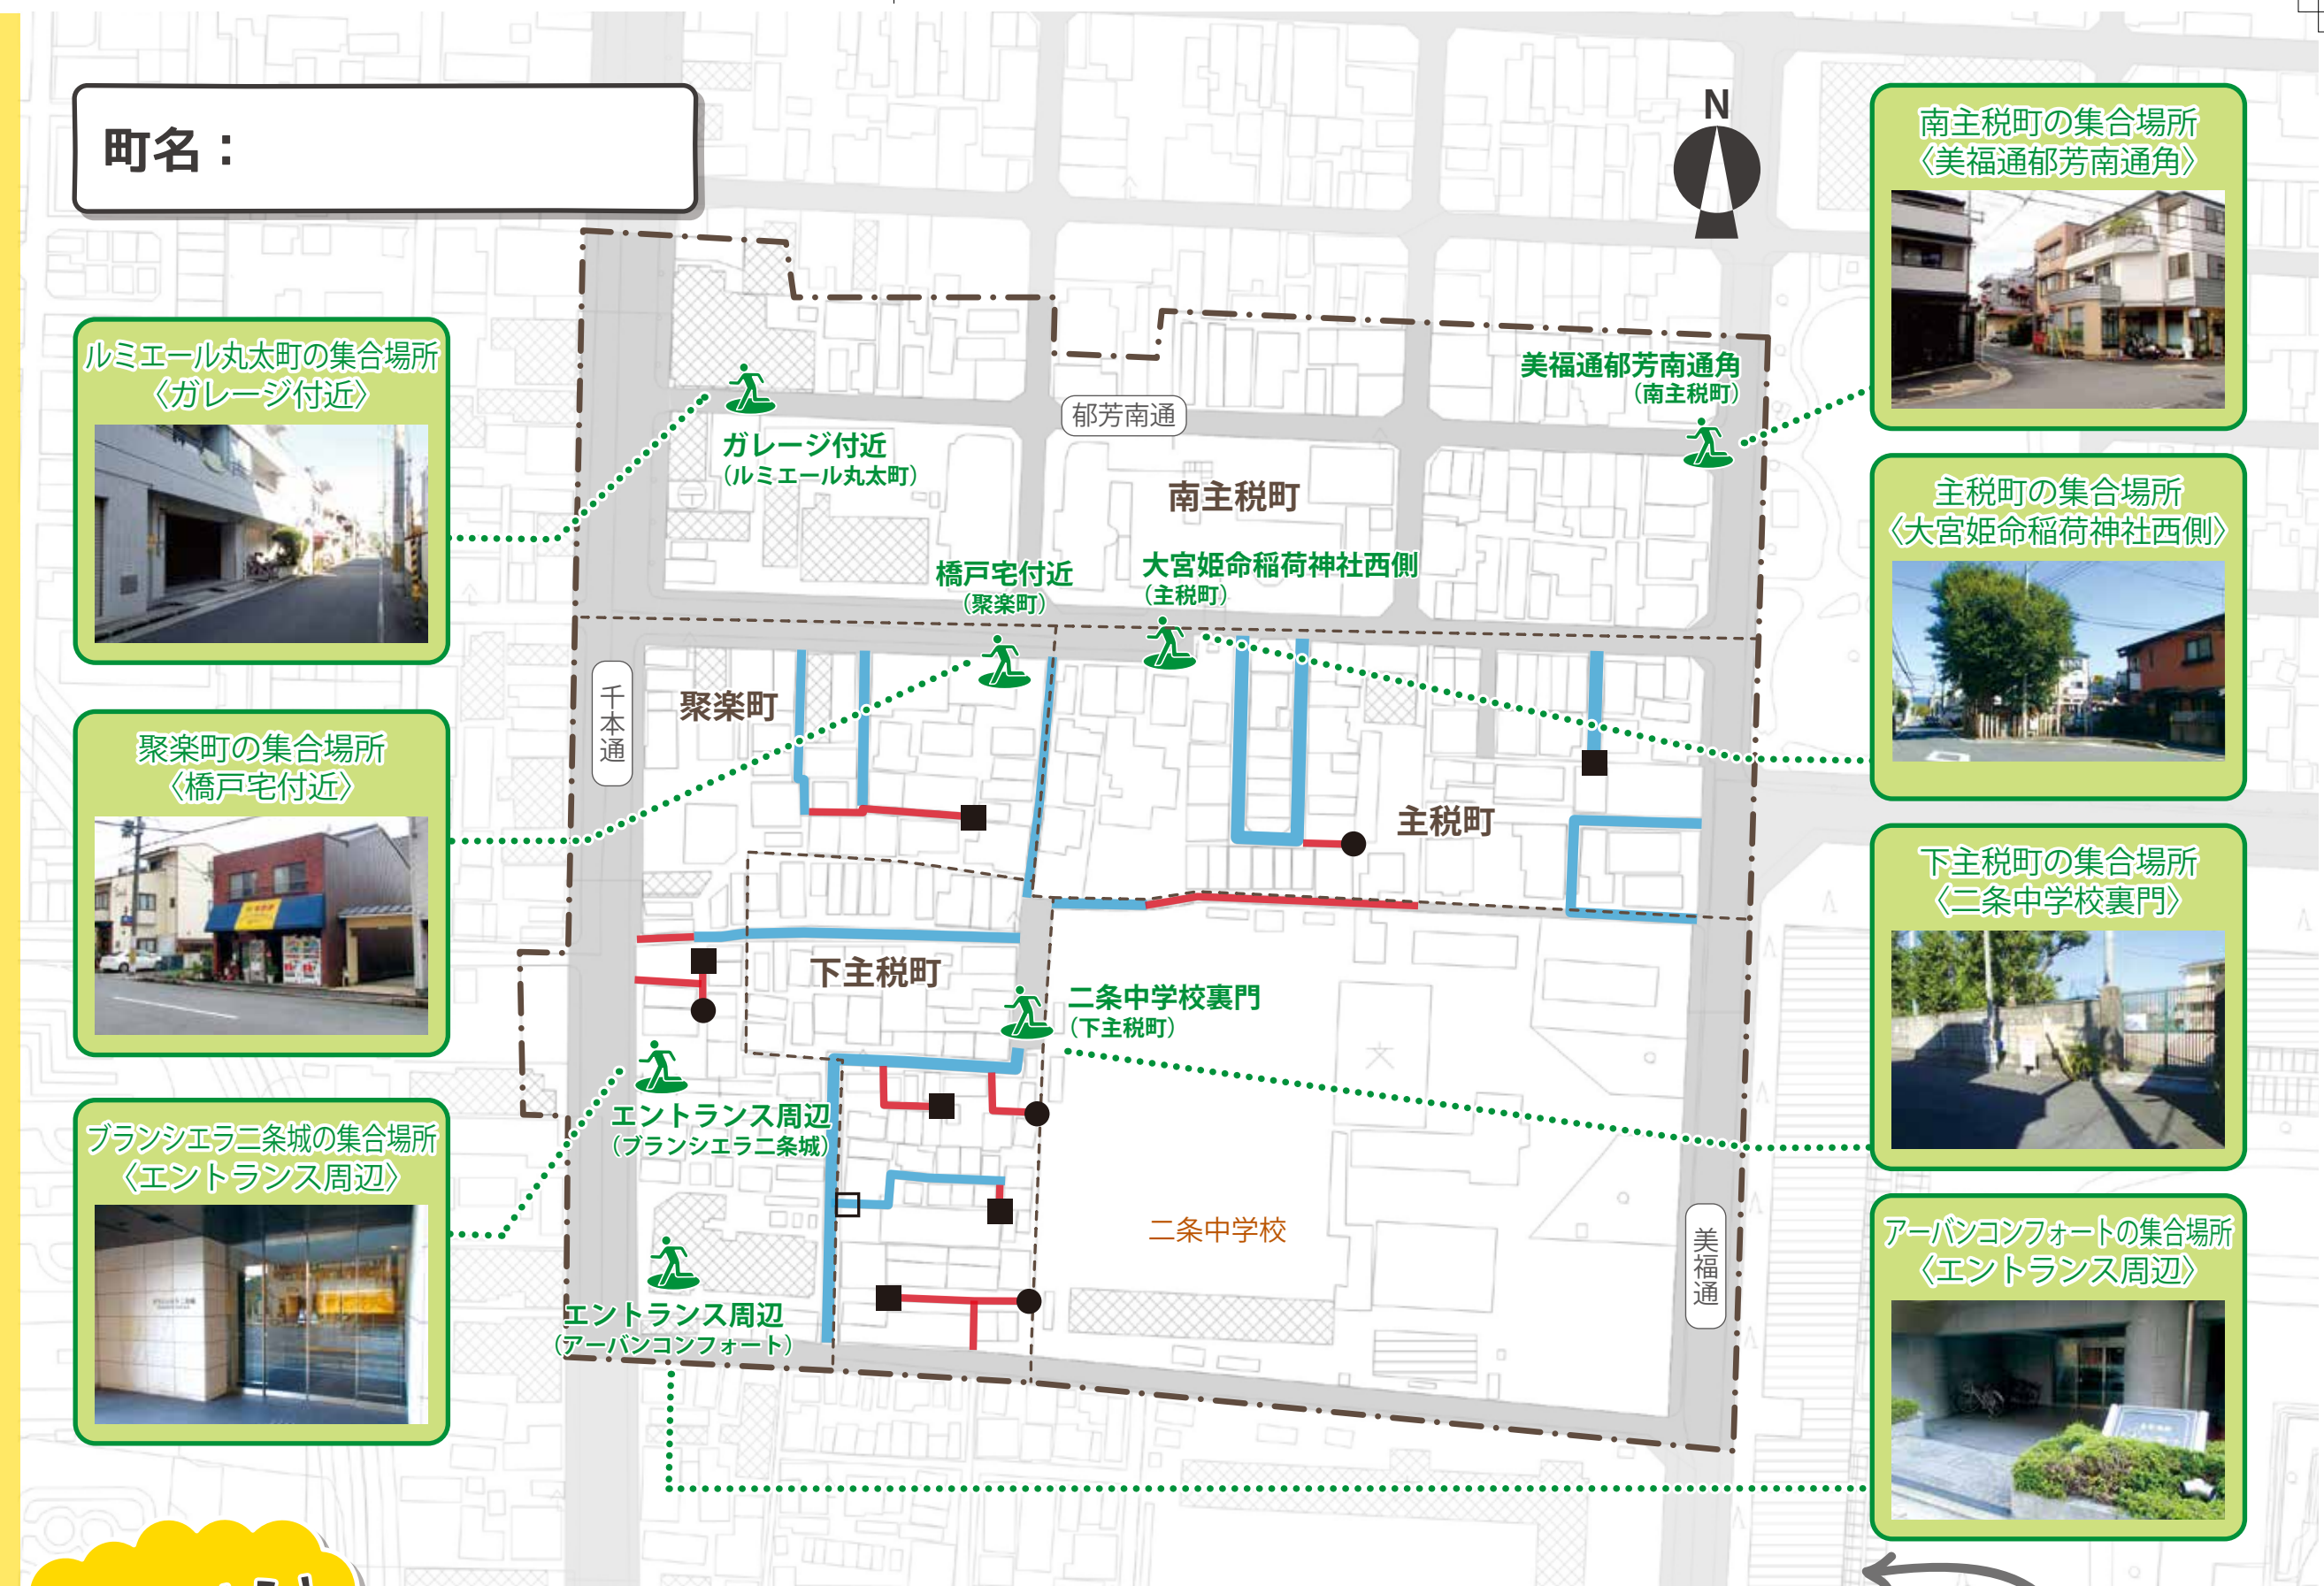 町名：
N
南主税町の集合場所
〈美福通郁芳南通角〉
ルミエール丸太町の集合場所
〈ガレージ付近〉
美福通郁芳南通角
（南主税町）
郁芳南通
ガレージ付近
（ルミエール丸太町）
南主税町
主税町の集合場所
〈大宮姫命稲荷神社西側〉
橋戸宅付近
（聚楽町）
大宮姫命稲荷神社西側
（主税町）
千本通
聚楽町
聚楽町の集合場所
〈橋戸宅付近〉
主税町
下主税町の集合場所
〈二条中学校裏門〉
下主税町
二条中学校裏門
（下主税町）
文
エントランス周辺
（ブランシエラ二条城）
ブランシエラ二条城の集合場所
〈エントランス周辺〉
二条中学校
美福通
アーバンコンフォートの集合場所
〈エントランス周辺〉
エントランス周辺
（アーバンコンフォート）